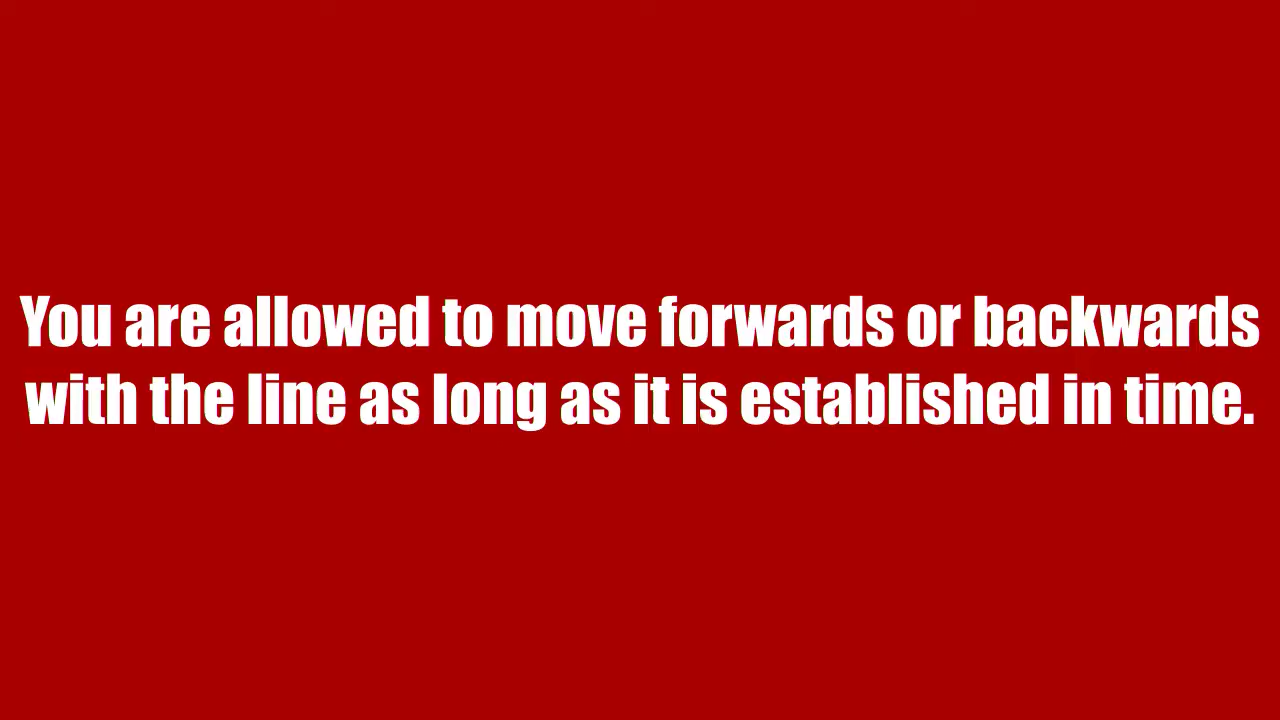 You are allowed to move forwards or backwards
with the line as long as it is established in time.